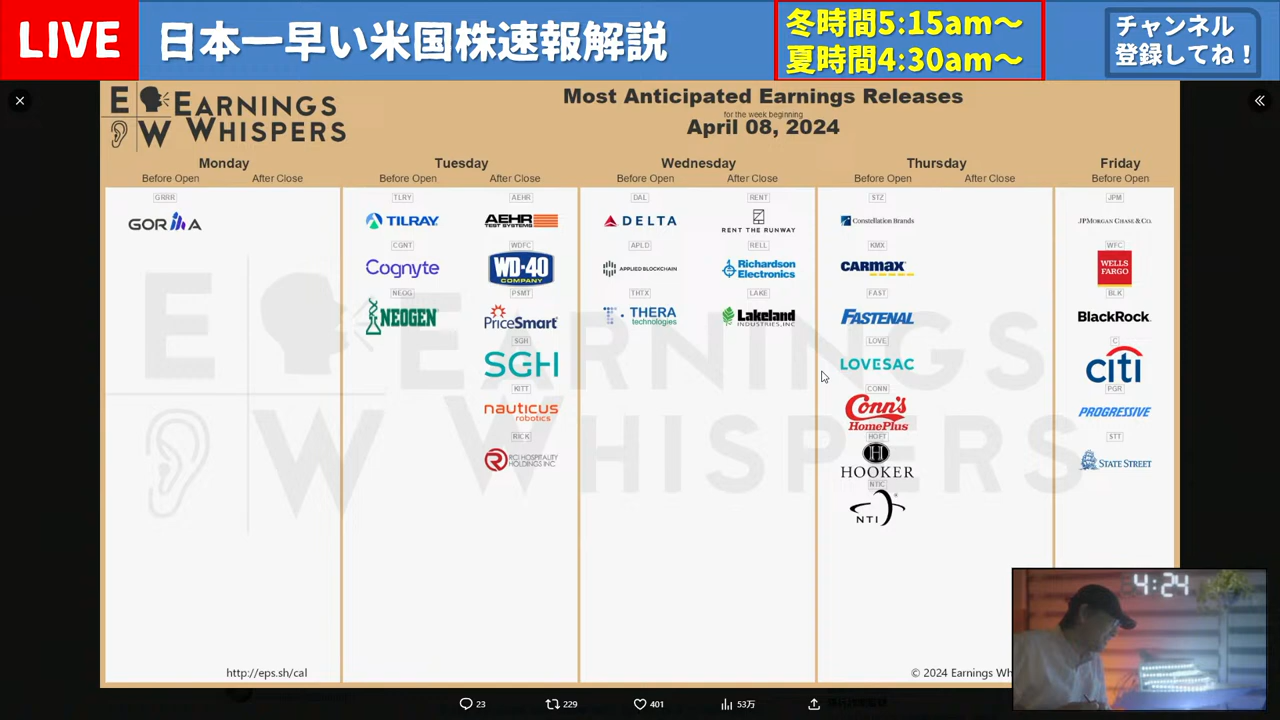 LIVE
日本一早い米国株速報解説
冬時間5:15am〜
夏時間4:30am〜
チャンネル
登録してね！
EARNINGS
WHISPERS
E
W
Most Anticipated Earnings Releases
for the week beginning
April 08, 2024
Monday
Before Open After Close
GRRR
GORILLA
Tuesday
Before Open After Close
TLRY
TILRAY
CGNT
Cognyte
NEOG
NEOGEN
AEHR
AEHR
TEST SYSTEMS
WDFC
WD-40
COMPANY
PSMT
PriceSmart
SGH
SGH
KITT
nauticus
robotics
RICK
RCI HOSPITALITY
HOLDINGS INC
Wednesday
Before Open After Close
DAL
DELTA
APLD
APPLIED BLOCKCHAIN
THTX
THERA
technologies
RENT
RENT THE RUNWAY
RELL
Richardson
Electronics
LAKE
Lakeland
INDUSTRIES, INC
Thursday
Before Open After Close
STZ
Constellation Brands
KMX
CARMAX
FAST
FASTENAL
LOVE
LOVESAC
CONN
Conn's
HomePlus
HOFT
H
HOOKER
NTIC
NTI
Friday
Before Open
JPM
JPMORGAN CHASE & CO.
WFC
WELLS
FARGO
BLK
BlackRock
C
citi
PGR
PROGRESSIVE
STT
STATE STREET
E EARNINGS
W WHISPERS
http://eps.sh/cal
© 2024 Earnings Wh
4:24
23
229
401
53万